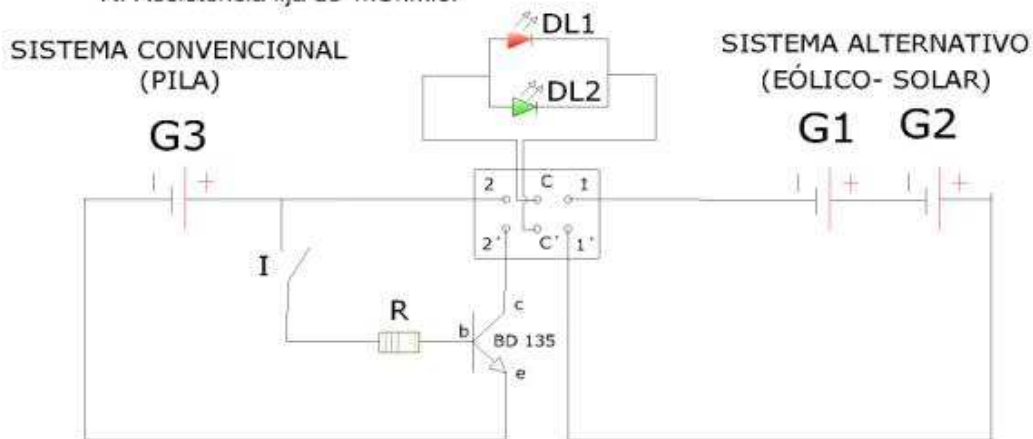 DL1
SISTEMA CONVENCIONAL
(PILA)
SISTEMA ALTERNATIVO
(EÓLICO- SOLAR)
DL2
G3
G1
G2
- +
- +
- +
2 C 1
2' C' 1'
I
R
b
c
BD 135
e